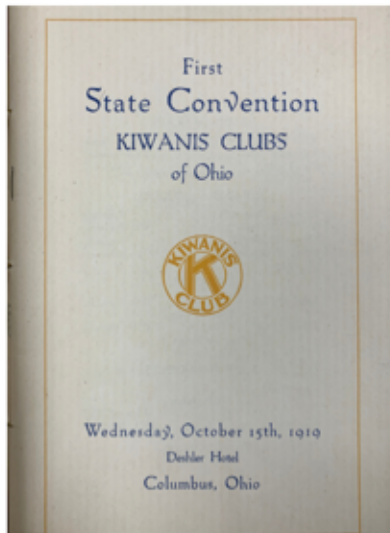 First
State Convention
KIWANIS CLUBS
of Ohio
KIWANIS
K
CLUB
Wednesday, October 15th, 1919
Deshler Hotel
Columbus, Ohio